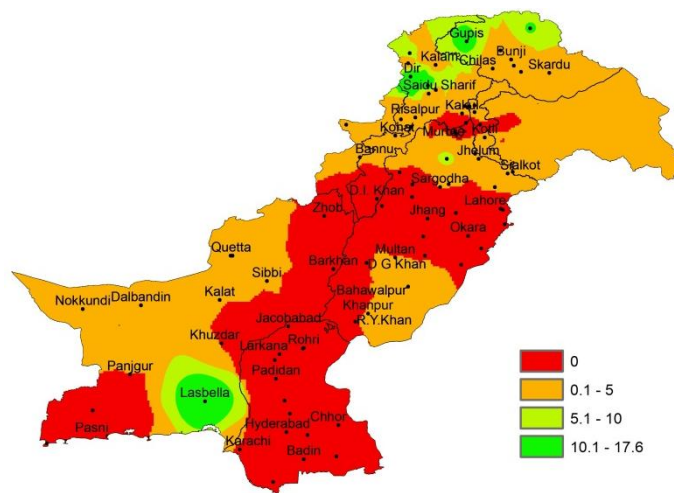 Gupis
Kalam
Bunji
Chilas
Skardu
Dir
Saidu Sharif
Risalpur
Kakul
Kohat
Murree
Kotli
Bannu
Jhelum
Sialkot
Sargodha
D.I. Khan
Lahore
Zhob
Jhang
Okara
Quetta
Multan
Barkhan
D G Khan
Sibbi
Bahawalpur
Nokkundi
Dalbandin
Kalat
Khanpur
R.Y.Khan
Jacobabad
Khuzdar
Larkana
Rohri
Panjgur
Padidan
Lasbella
Pasni
Hyderabad
Chhor
Karachi
Badin
0
0.1 - 5
5.1 - 10
10.1 - 17.6